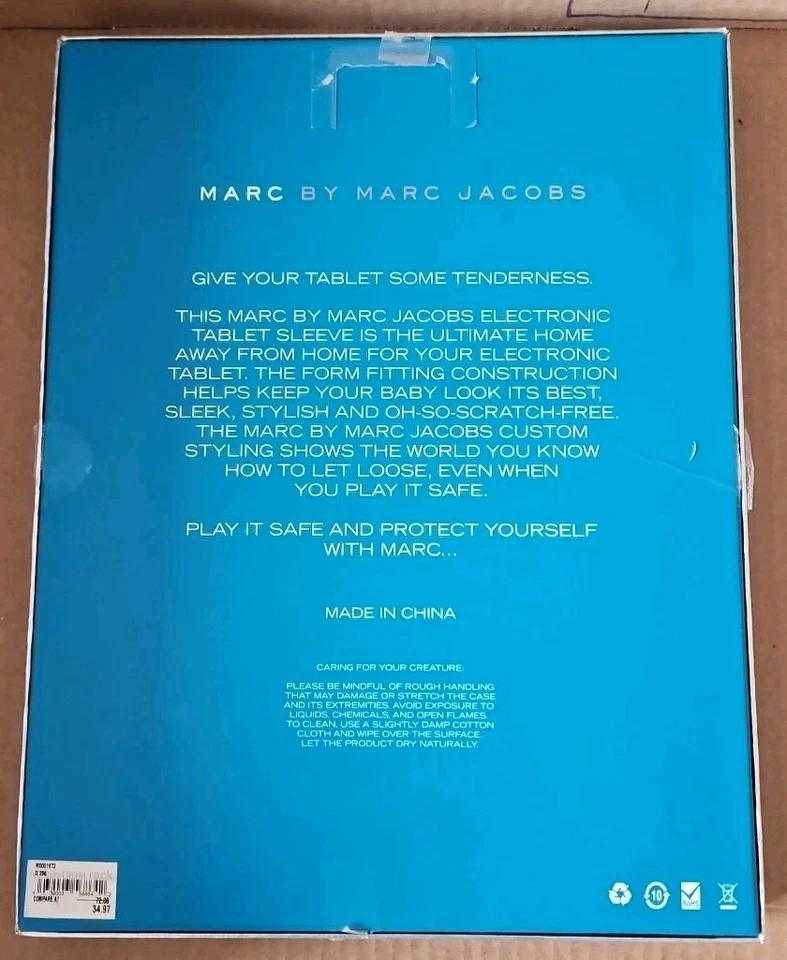 MARC BY MARC JACOBS
GIVE YOUR TABLET SOME TENDERNESS.
THIS MARC BY MARC JACOBS ELECTRONIC
TABLET SLEEVE IS THE ULTIMATE HOME
AWAY FROM HOME FOR YOUR ELECTRONIC
TABLET. THE FORM FITTING CONSTRUCTION
HELPS KEEP YOUR BABY LOOK ITS BEST,
SLEEK, STYLISH AND OH-SO-SCRATCH-FREE.
THE MARC BY MARC JACOBS CUSTOM
STYLING SHOWS THE WORLD YOU KNOW
HOW TO LET LOOSE, EVEN WHEN
YOU PLAY IT SAFE.
PLAY IT SAFE AND PROTECT YOURSELF
WITH MARC...
MADE IN CHINA
CARING FOR YOUR CREATURE:
PLEASE BE MINDFUL OF ROUGH HANDLING
THAT MAY DAMAGE OR STRETCH THE CASE
AND ITS EXTREMITIES. AVOID EXPOSURE TO
LIQUIDS, CHEMICALS, AND OPEN FLAMES.
TO CLEAN, USE A SLIGHTLY DAMP COTTON
CLOTH AND WIPE OVER THE SURFACE.
LET THE PRODUCT DRY NATURALLY.
rack
COMPARE AT
34.97
10
RoHS